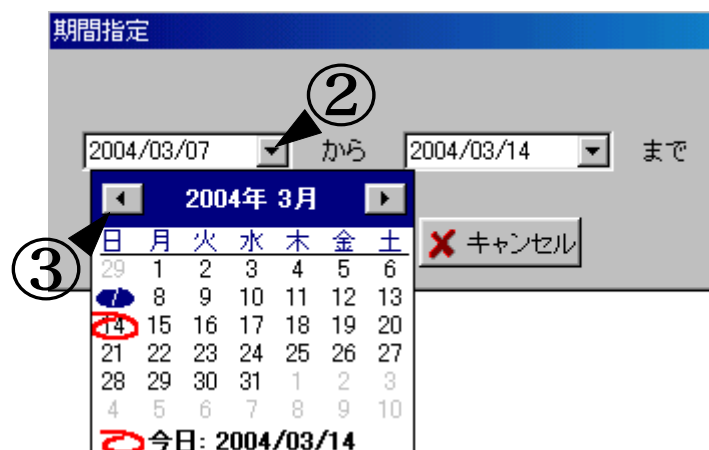 期間指定
②
2004/03/07 から 2004/03/14 まで
2004年 3月
③
日 月 火 水 木 金 土
キャンセル
29 1 2 3 4 5 6
7 8 9 10 11 12 13
14 15 16 17 18 19 20
21 22 23 24 25 26 27
28 29 30 31 1 2 3
4 5 6 7 8 9 10
今日: 2004/03/14